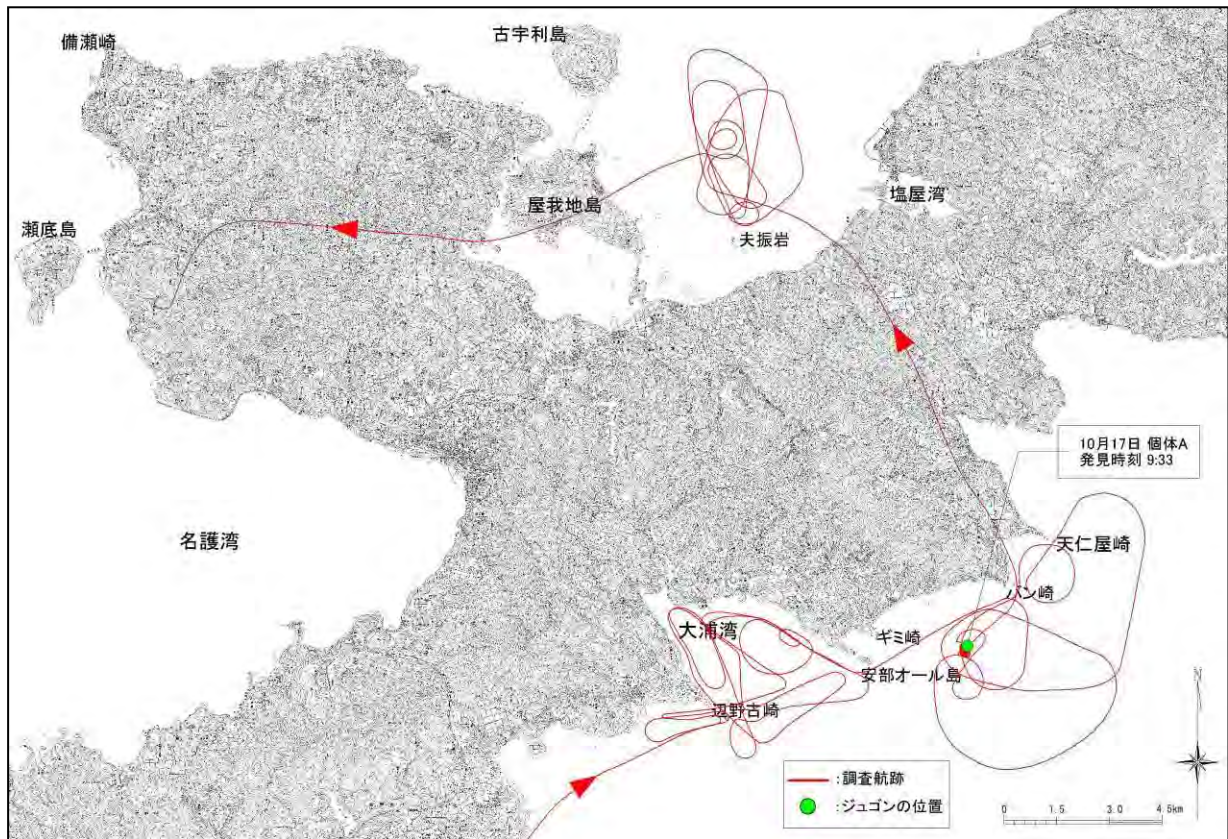 備瀬崎
古宇利島
屋我地島
塩屋湾
瀬底島
夫振岩
10月17日 個体A
発見時刻 9:33
名護湾
天仁屋崎
バン崎
大浦湾
ギミ崎
安部オール島
辺野古崎
N
:調査航跡
:ジュゴンの位置
0 1.5 3.0 4.5km